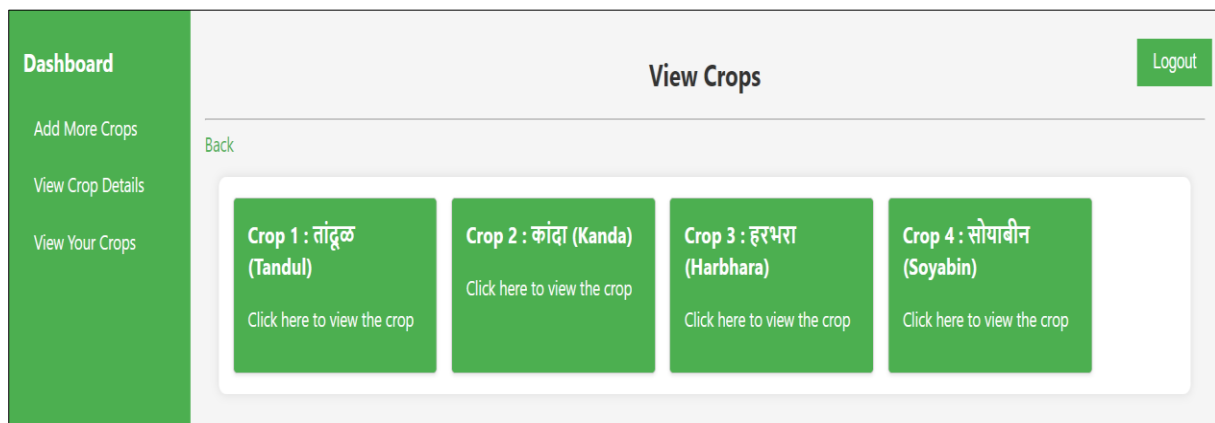 Dashboard
Add More Crops
View Crop Details
View Your Crops
View Crops
Logout
Back
Crop 1 : तांदूळ
(Tandul)
Click here to view the crop
Crop 2 : कांदा (Kanda)
Click here to view the crop
Crop 3 : हरभरा
(Harbhara)
Click here to view the crop
Crop 4 : सोयाबीन
(Soyabin)
Click here to view the crop